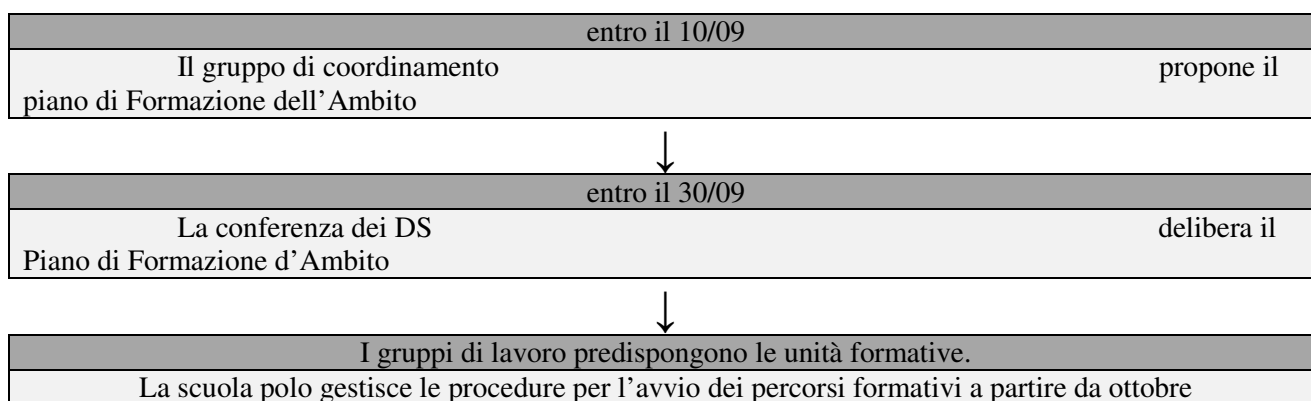 entro il 10/09
Il gruppo di coordinamento propone il
piano di Formazione dell’Ambito
↓
entro il 30/09
La conferenza dei DS delibera il
Piano di Formazione d’Ambito
↓
I gruppi di lavoro predispongono le unità formative.
La scuola polo gestisce le procedure per l’avvio dei percorsi formativi a partire da ottobre